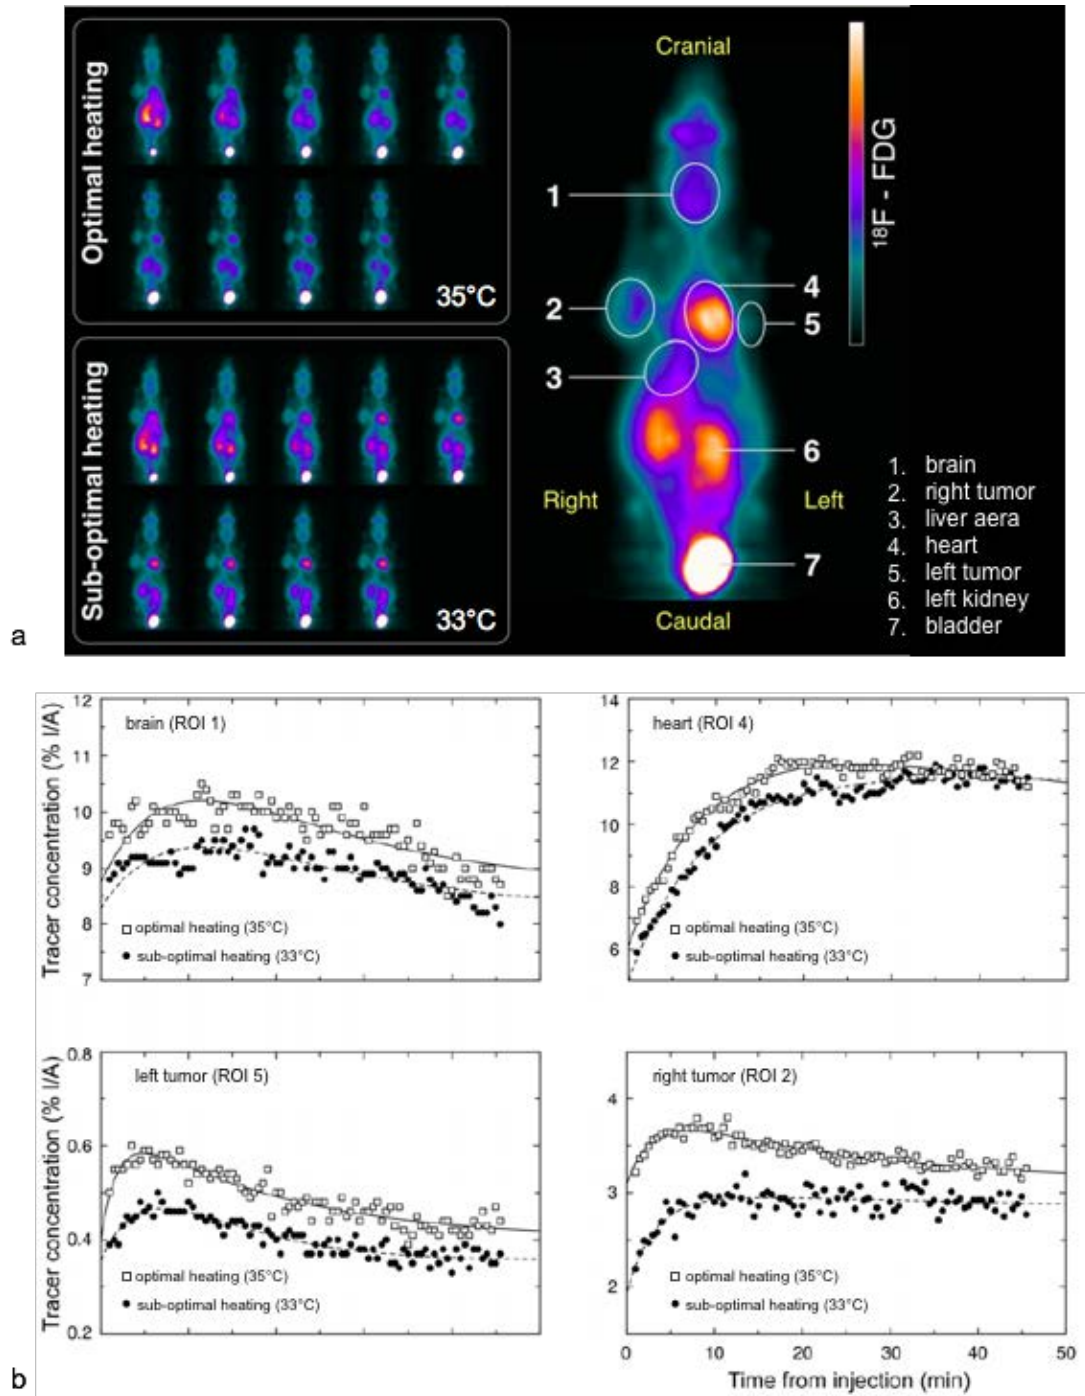 Optimal heating
35°C
Sub-optimal heating
33°C
Cranial
1
2
3
4
5
6
7
Right
Left
Caudal
18F - FDG
1. brain
2. right tumor
3. liver aera
4. heart
5. left tumor
6. left kidney
7. bladder
a
Tracer concentration (% I/A)
12
11
10
9
8
7
brain (ROI 1)
optimal heating (35°C)
sub-optimal heating (33°C)
14
12
10
8
6
heart (ROI 4)
optimal heating (35°C)
sub-optimal heating (33°C)
Tracer concentration (% I/A)
0.8
0.6
0.4
0.2
left tumor (ROI 5)
optimal heating (35°C)
sub-optimal heating (33°C)
4
3
2
right tumor (ROI 2)
optimal heating (35°C)
sub-optimal heating (33°C)
0 10 20 30 40 50
Time from injection (min)
b